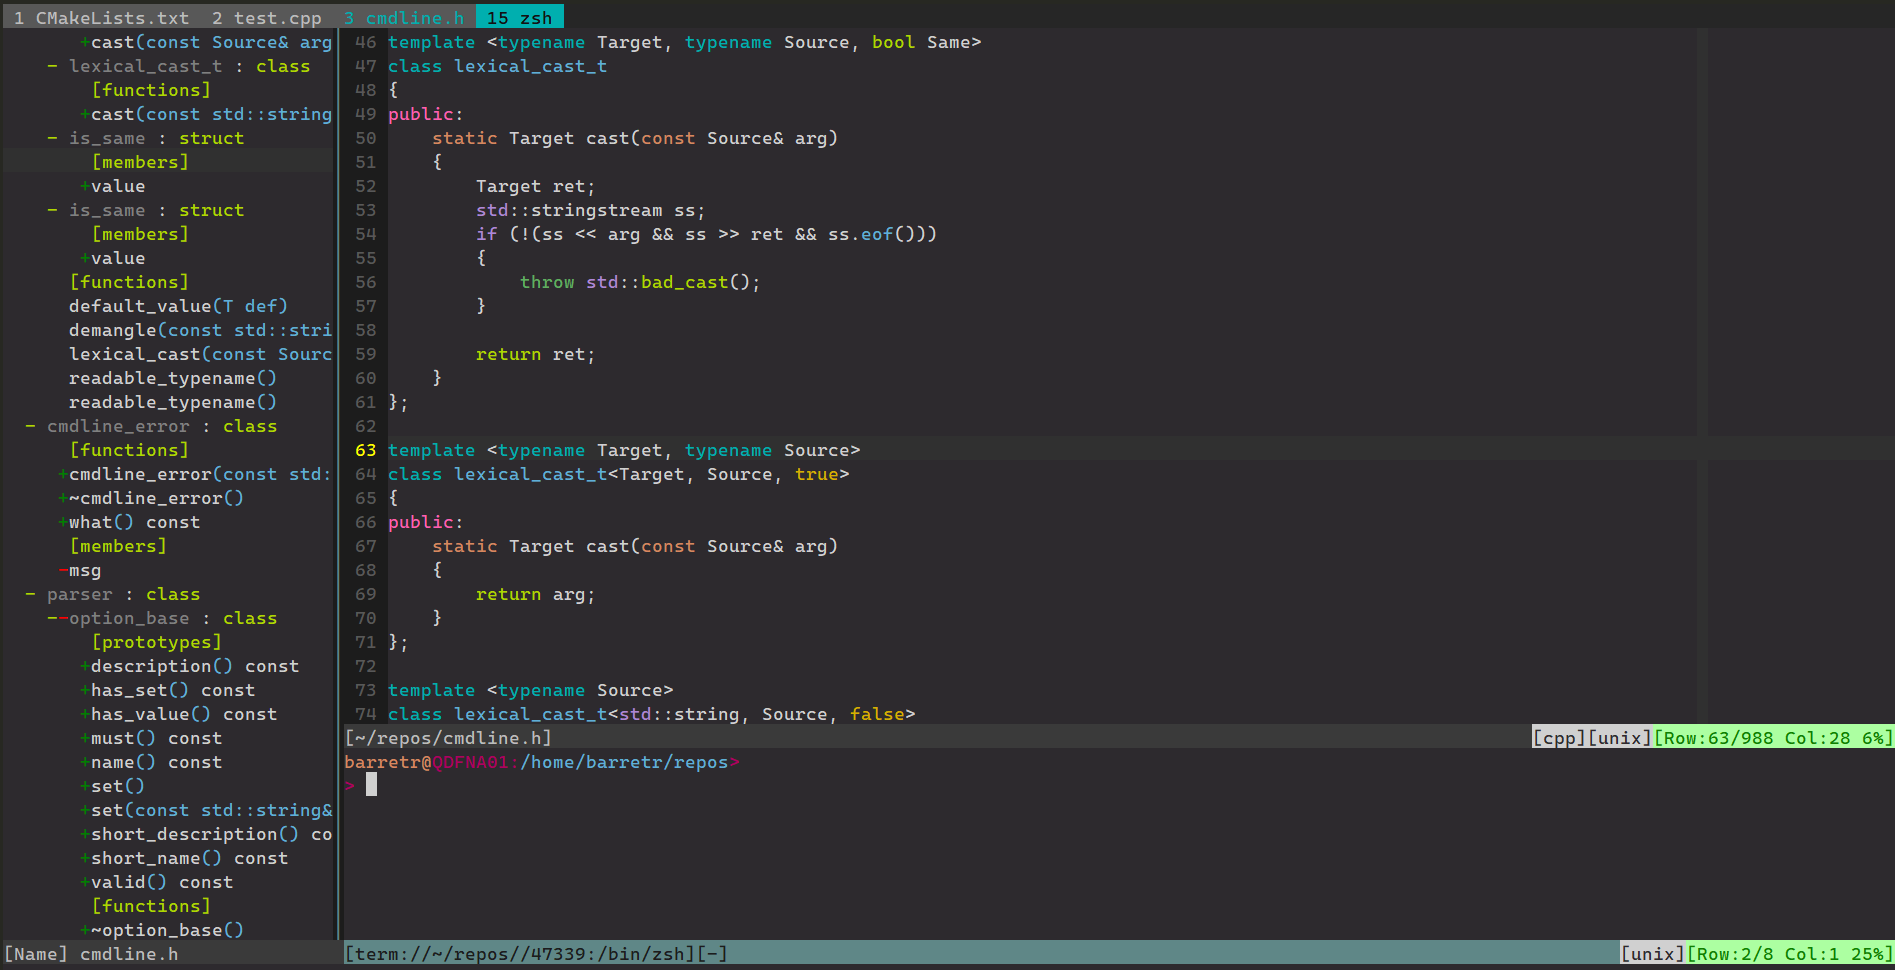 1 CMakeLists.txt 2 test.cpp 3 cmdline.h 15 zsh
+cast(const Source& arg
- lexical_cast_t : class
[functions]
+cast(const std::string
- is_same : struct
[members]
+value
- is_same : struct
[members]
+value
[functions]
default_value(T def)
demangle(const std::stri
lexical_cast(const Sourc
readable_typename()
readable_typename()
- cmdline_error : class
[functions]
+cmdline_error(const std:
+~cmdline_error()
+what() const
[members]
-msg
- parser : class
--option_base : class
[prototypes]
+description() const
+has_set() const
+has_value() const
+must() const
+name() const
+set()
+set(const std::string&
+short_description() co
+short_name() const
+valid() const
[functions]
+~option_base()
[Name] cmdline.h
46 template <typename Target, typename Source, bool Same>
47 class lexical_cast_t
48 {
49 public:
50     static Target cast(const Source& arg)
51     {
52         Target ret;
53         std::stringstream ss;
54         if (!(ss << arg && ss >> ret && ss.eof()))
55         {
56             throw std::bad_cast();
57         }
58
59         return ret;
60     }
61 };
62
63 template <typename Target, typename Source>
64 class lexical_cast_t<Target, Source, true>
65 {
66 public:
67     static Target cast(const Source& arg)
68     {
69         return arg;
70     }
71 };
72
73 template <typename Source>
74 class lexical_cast_t<std::string, Source, false>
[~/repos/cmdline.h] [cpp][unix][Row:63/988 Col:28 6%]
barretr@QDFNA01:/home/barretr/repos>
>
[term://~/repos//47339:/bin/zsh][-] [unix][Row:2/8 Col:1 25%]